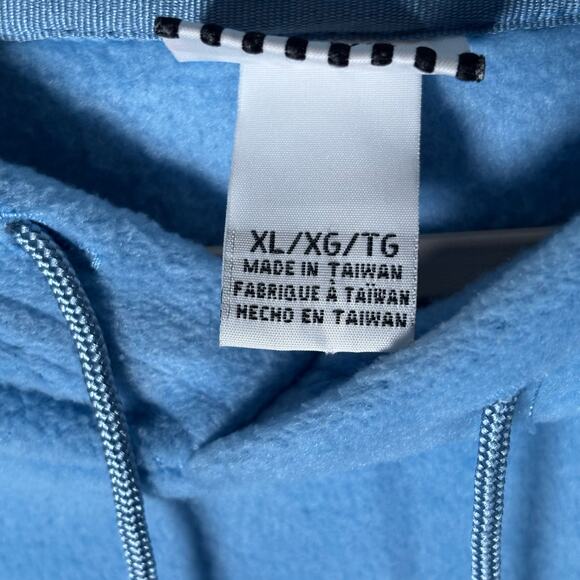 XL/XG/TG
MADE IN TAIWAN
FABRIQUE À TAÏWAN
HECHO EN TAIWAN